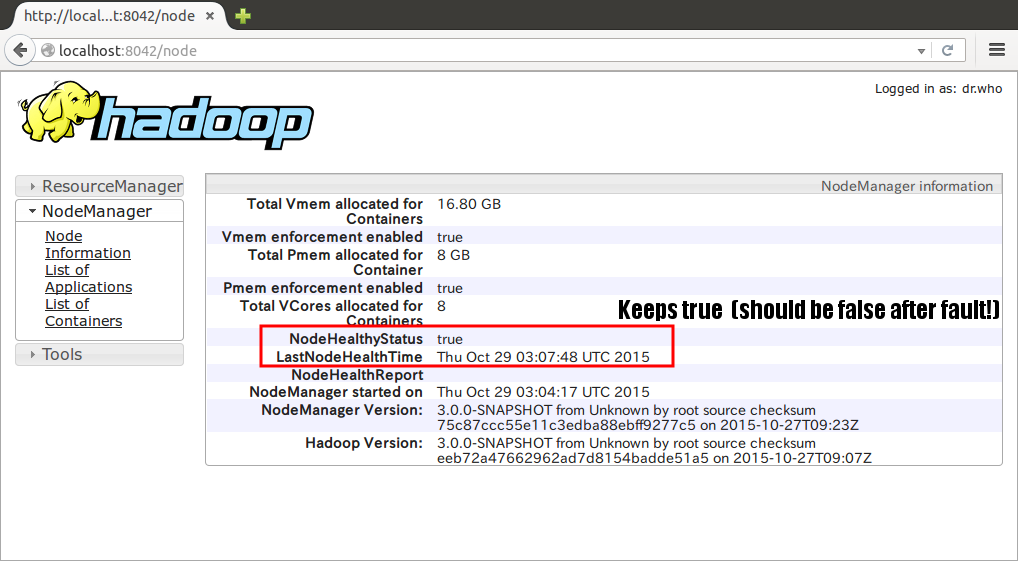 http://local...t:8042/node
localhost:8042/node
Logged in as: dr.who
hadoop
ResourceManager
NodeManager
Node
Information
List of
Applications
List of
Containers
Tools
NodeManager information
Total Vmem allocated for
Containers 16.80 GB
Vmem enforcement enabled true
Total Pmem allocated for
Container 8 GB
Pmem enforcement enabled true
Total VCores allocated for
Containers 8
Keeps true (should be false after fault!)
NodeHealthyStatus true
LastNodeHealthTime Thu Oct 29 03:07:48 UTC 2015
NodeHealthReport
NodeManager started on Thu Oct 29 03:04:17 UTC 2015
NodeManager Version: 3.0.0-SNAPSHOT from Unknown by root source checksum
75c87ccc55e11c3edba88ebff9277c5 on 2015-10-27T09:23Z
Hadoop Version: 3.0.0-SNAPSHOT from Unknown by root source checksum
eeb72a47662962ad7d8154badde51a5 on 2015-10-27T09:07Z